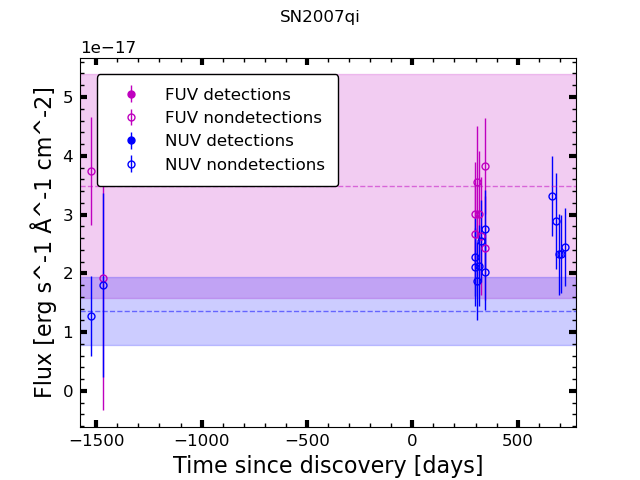 SN2007qi
1e−17
FUV detections
FUV nondetections
NUV detections
NUV nondetections
5
4
3
2
1
0
Flux [erg s^-1 Å^-1 cm^-2]
−1500
−1000
−500
0
500
Time since discovery [days]